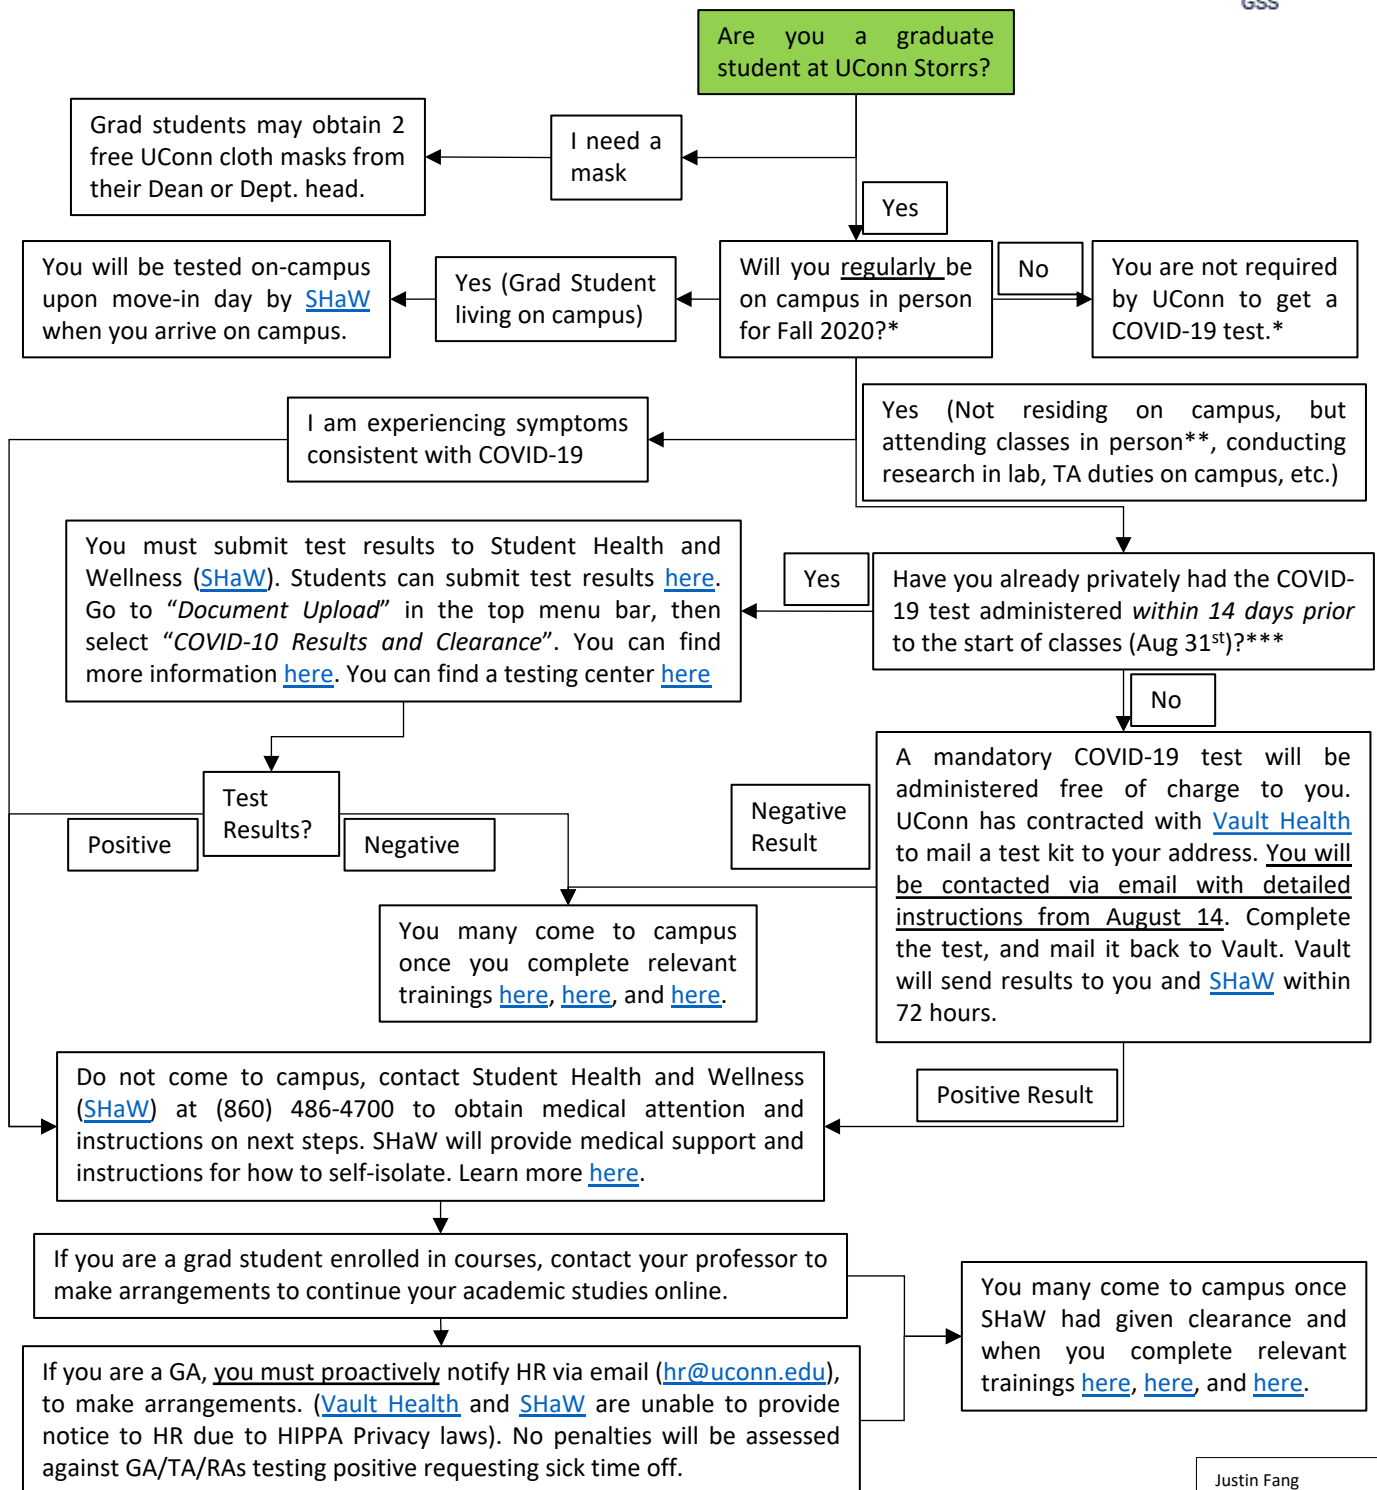 GSS
Are you a graduate
student at UConn Storrs?
Grad students may obtain 2
free UConn cloth masks from
their Dean or Dept. head.
I need a
mask
Yes
You will be tested on-campus
upon move-in day by SHaW
when you arrive on campus.
Yes (Grad Student
living on campus)
Will you regularly be
on campus in person
for Fall 2020?*
No
You are not required
by UConn to get a
COVID-19 test.*
I am experiencing symptoms
consistent with COVID-19
Yes (Not residing on campus, but
attending classes in person**, conducting
research in lab, TA duties on campus, etc.)
You must submit test results to Student Health and
Wellness (SHaW). Students can submit test results here.
Go to “Document Upload” in the top menu bar, then
select “COVID-10 Results and Clearance”. You can find
more information here. You can find a testing center here
Yes
Have you already privately had the COVID-
19 test administered within 14 days prior
to the start of classes (Aug 31st)?***
No
Test
Results?
Positive
Negative
Negative
Result
A mandatory COVID-19 test will be
administered free of charge to you.
UConn has contracted with Vault Health
to mail a test kit to your address. You will
be contacted via email with detailed
instructions from August 14. Complete
the test, and mail it back to Vault. Vault
will send results to you and SHaW within
72 hours.
You many come to campus
once you complete relevant
trainings here, here, and here.
Do not come to campus, contact Student Health and Wellness
(SHaW) at (860) 486-4700 to obtain medical attention and
instructions on next steps. SHaW will provide medical support and
instructions for how to self-isolate. Learn more here.
Positive Result
If you are a grad student enrolled in courses, contact your professor to
make arrangements to continue your academic studies online.
You many come to campus once
SHaW had given clearance and
when you complete relevant
trainings here, here, and here.
If you are a GA, you must proactively notify HR via email (hr@uconn.edu),
to make arrangements. (Vault Health and SHaW are unable to provide
notice to HR due to HIPPA Privacy laws). No penalties will be assessed
against GA/TA/RAs testing positive requesting sick time off.
Justin Fang